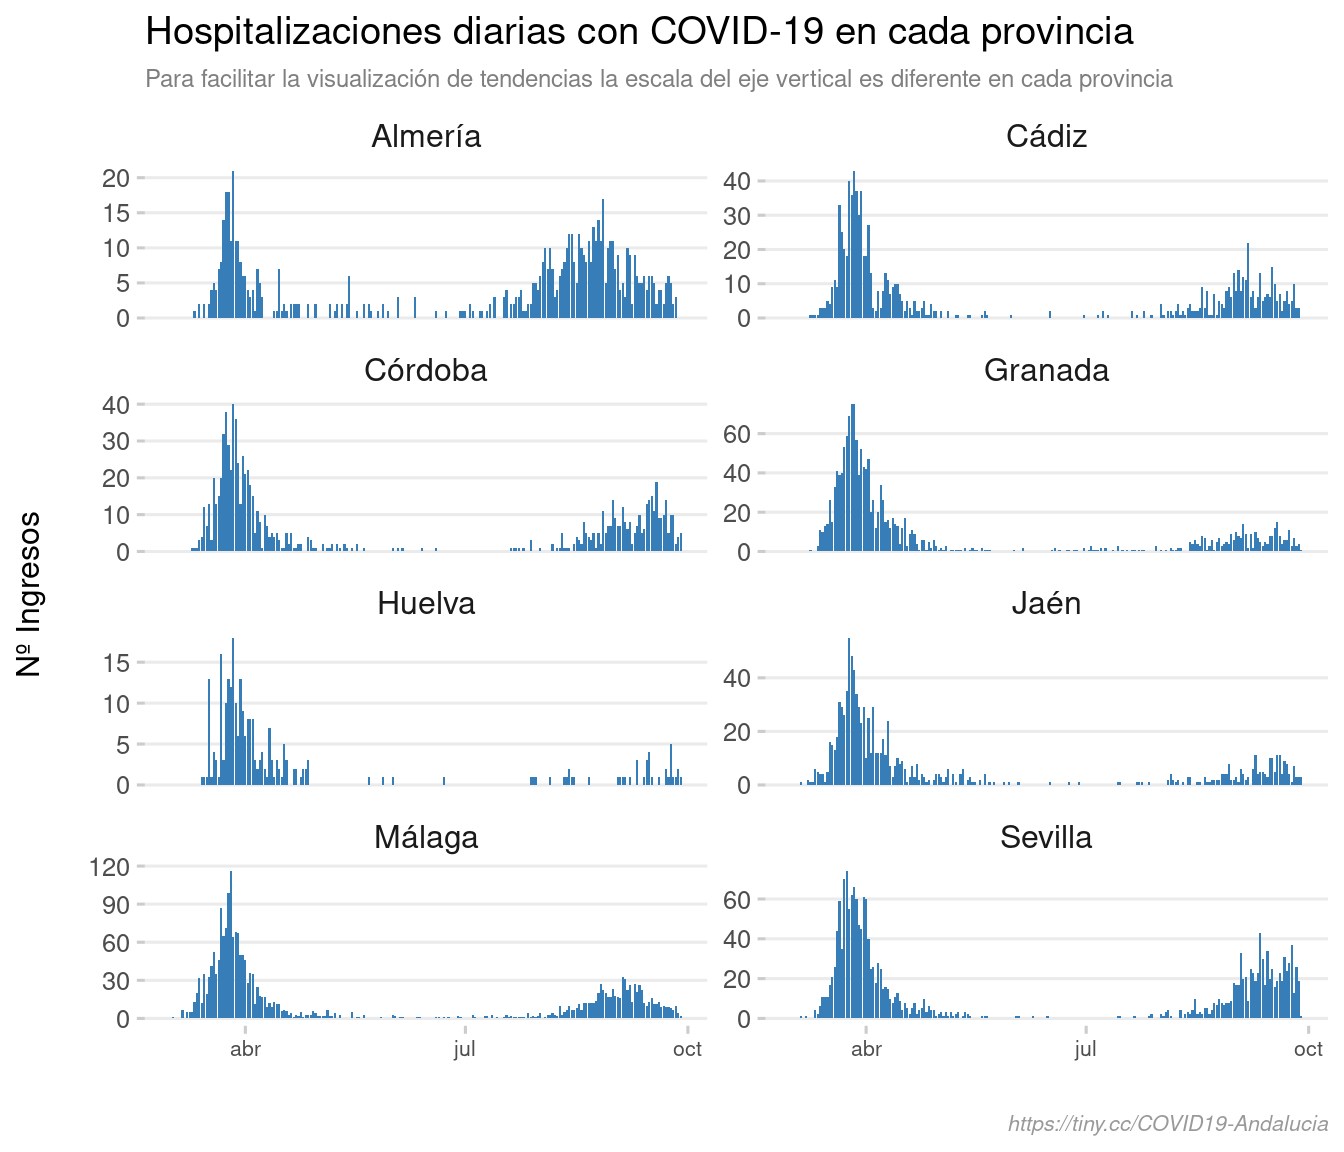 Hospitalizaciones diarias con COVID-19 en cada provincia
Para facilitar la visualización de tendencias la escala del eje vertical es diferente en cada provincia
Nº Ingresos
Almería
20
15
10
5
0
Cádiz
40
30
20
10
0
Córdoba
40
30
20
10
0
Granada
60
40
20
0
Huelva
15
10
5
0
Jaén
40
20
0
Málaga
120
90
60
30
0
abr jul oct
Sevilla
60
40
20
0
abr jul oct
https://tiny.cc/COVID19-Andalucia